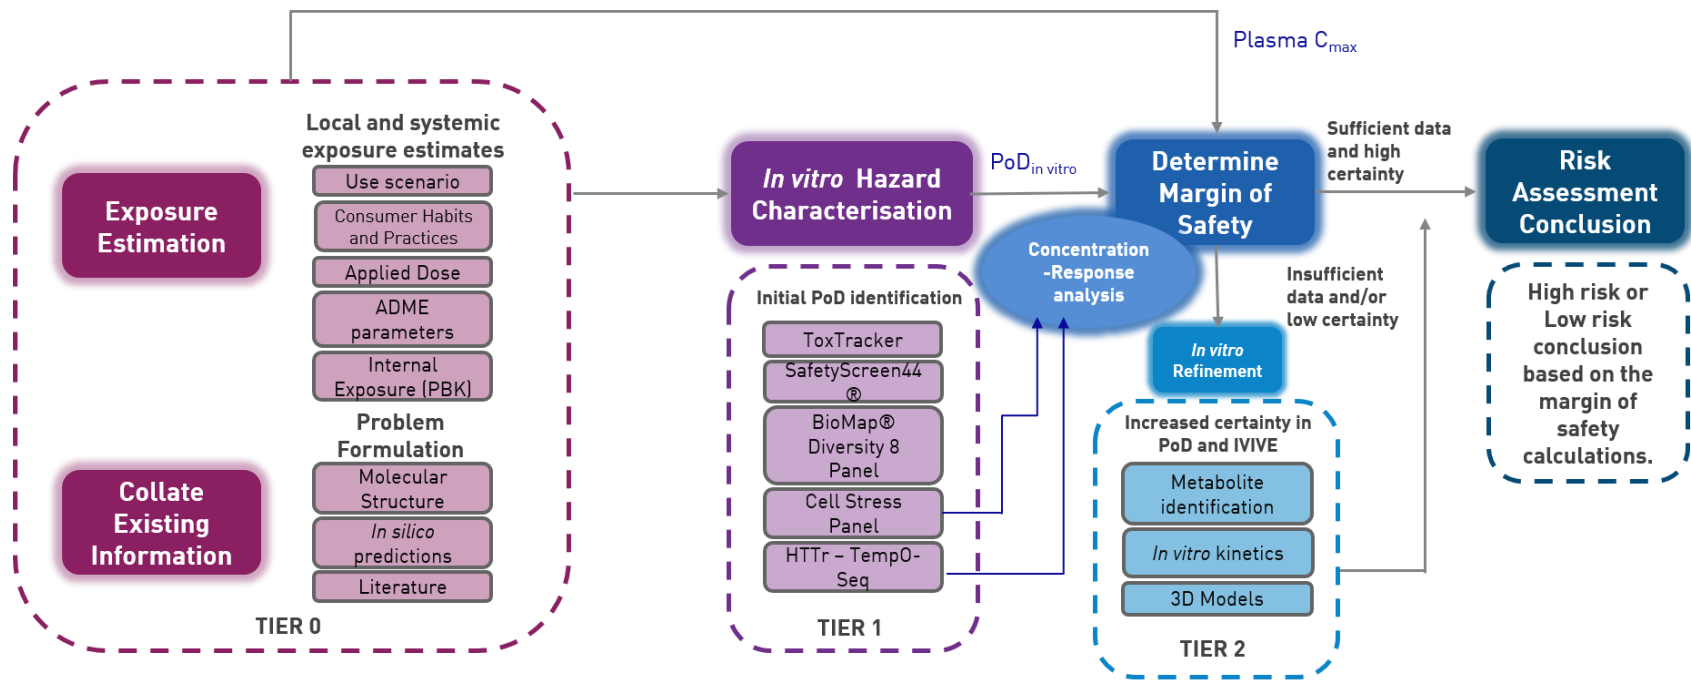 Plasma Cmax
Local and systemic
exposure estimates
Exposure
Estimation
Use scenario
Consumer Habits
and Practices
Applied Dose
ADME
parameters
Internal
Exposure (PBK)
Problem
Formulation
Collate
Existing
Information
Molecular
Structure
In silico
predictions
Literature
TIER 0
In vitro Hazard
Characterisation
PoDin vitro
Initial PoD identification
ToxTracker
SafetyScreen44
®
BioMap®
Diversity 8
Panel
Cell Stress
Panel
HTTr – TempO-
Seq
TIER 1
Determine
Margin of
Safety
Concentration
-Response
analysis
Sufficient data
and high
certainty
Insufficient
data and/or
low certainty
In vitro
Refinement
Increased certainty in
PoD and IVIVE
Metabolite
identification
In vitro kinetics
3D Models
TIER 2
Risk
Assessment
Conclusion
High risk or
Low risk
conclusion
based on the
margin of
safety
calculations.